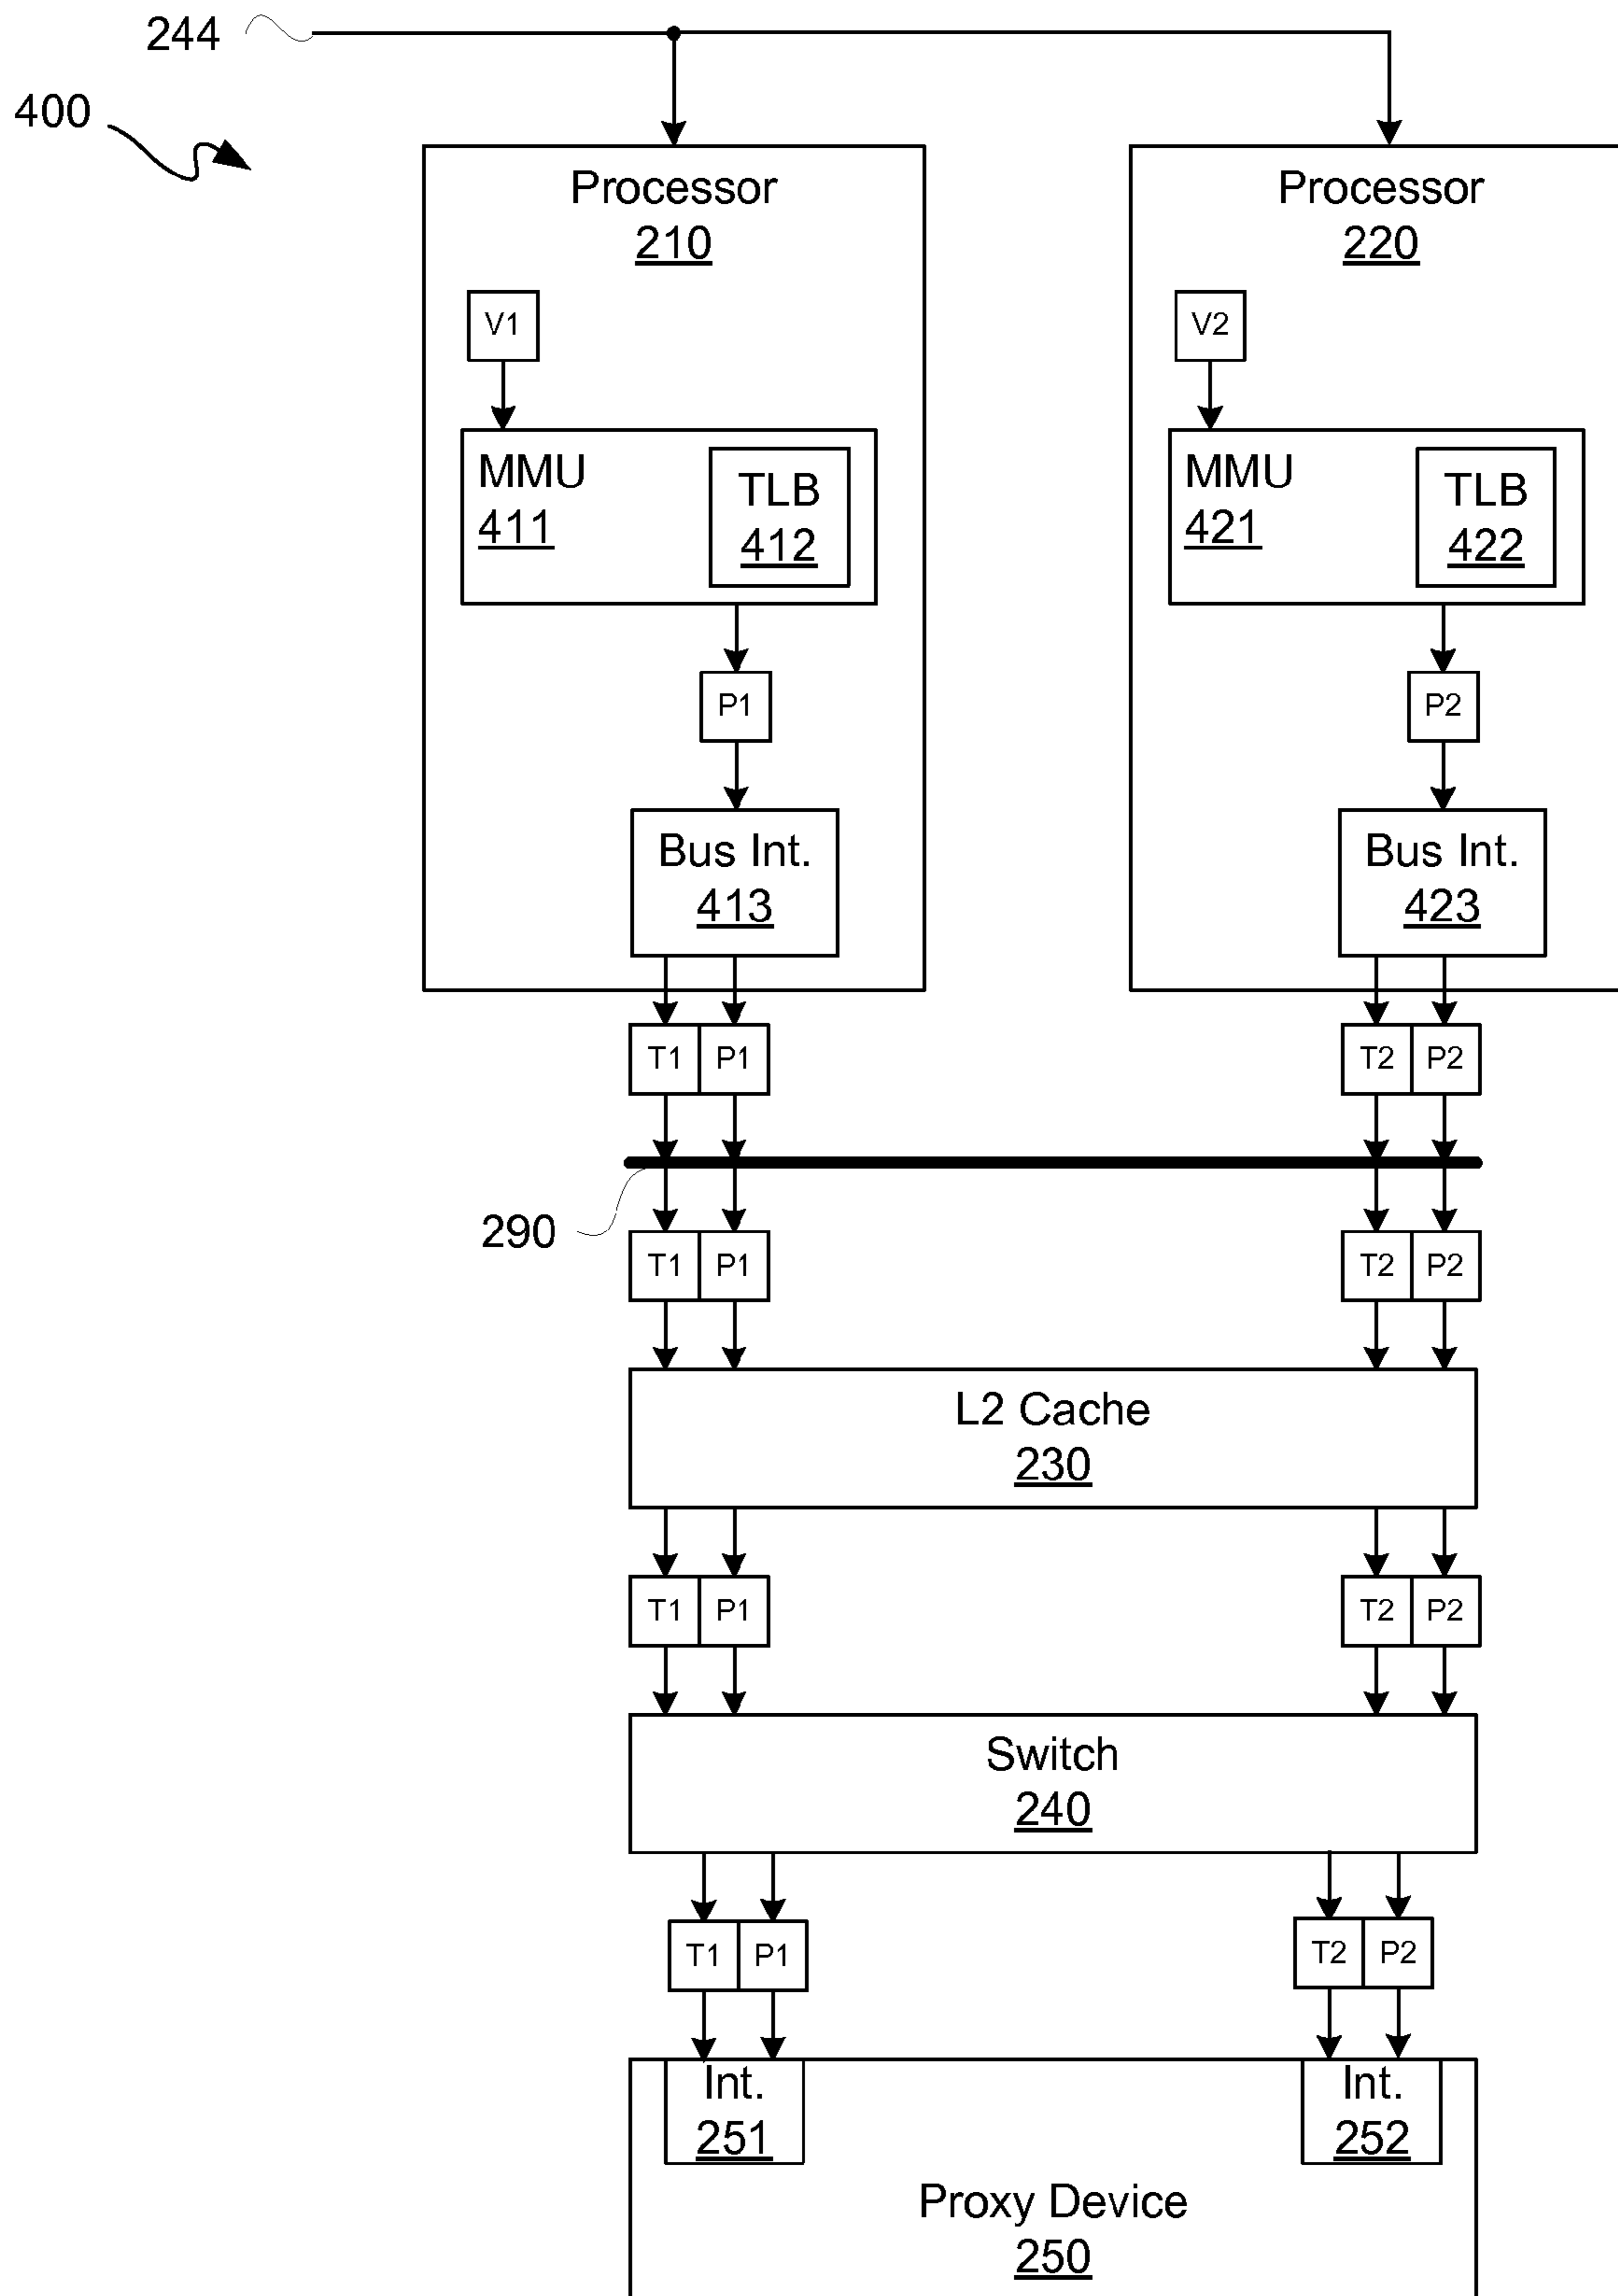 244
400
Processor
210
Processor
220
V1
V2
MMU
411
TLB
412
MMU
421
TLB
422
P1
P2
Bus Int.
413
Bus Int.
423
T1 P1
T2 P2
290
T1 P1
T2 P2
L2 Cache
230
T1 P1
T2 P2
Switch
240
T1 P1
T2 P2
Int.
251
Int.
252
Proxy Device
250